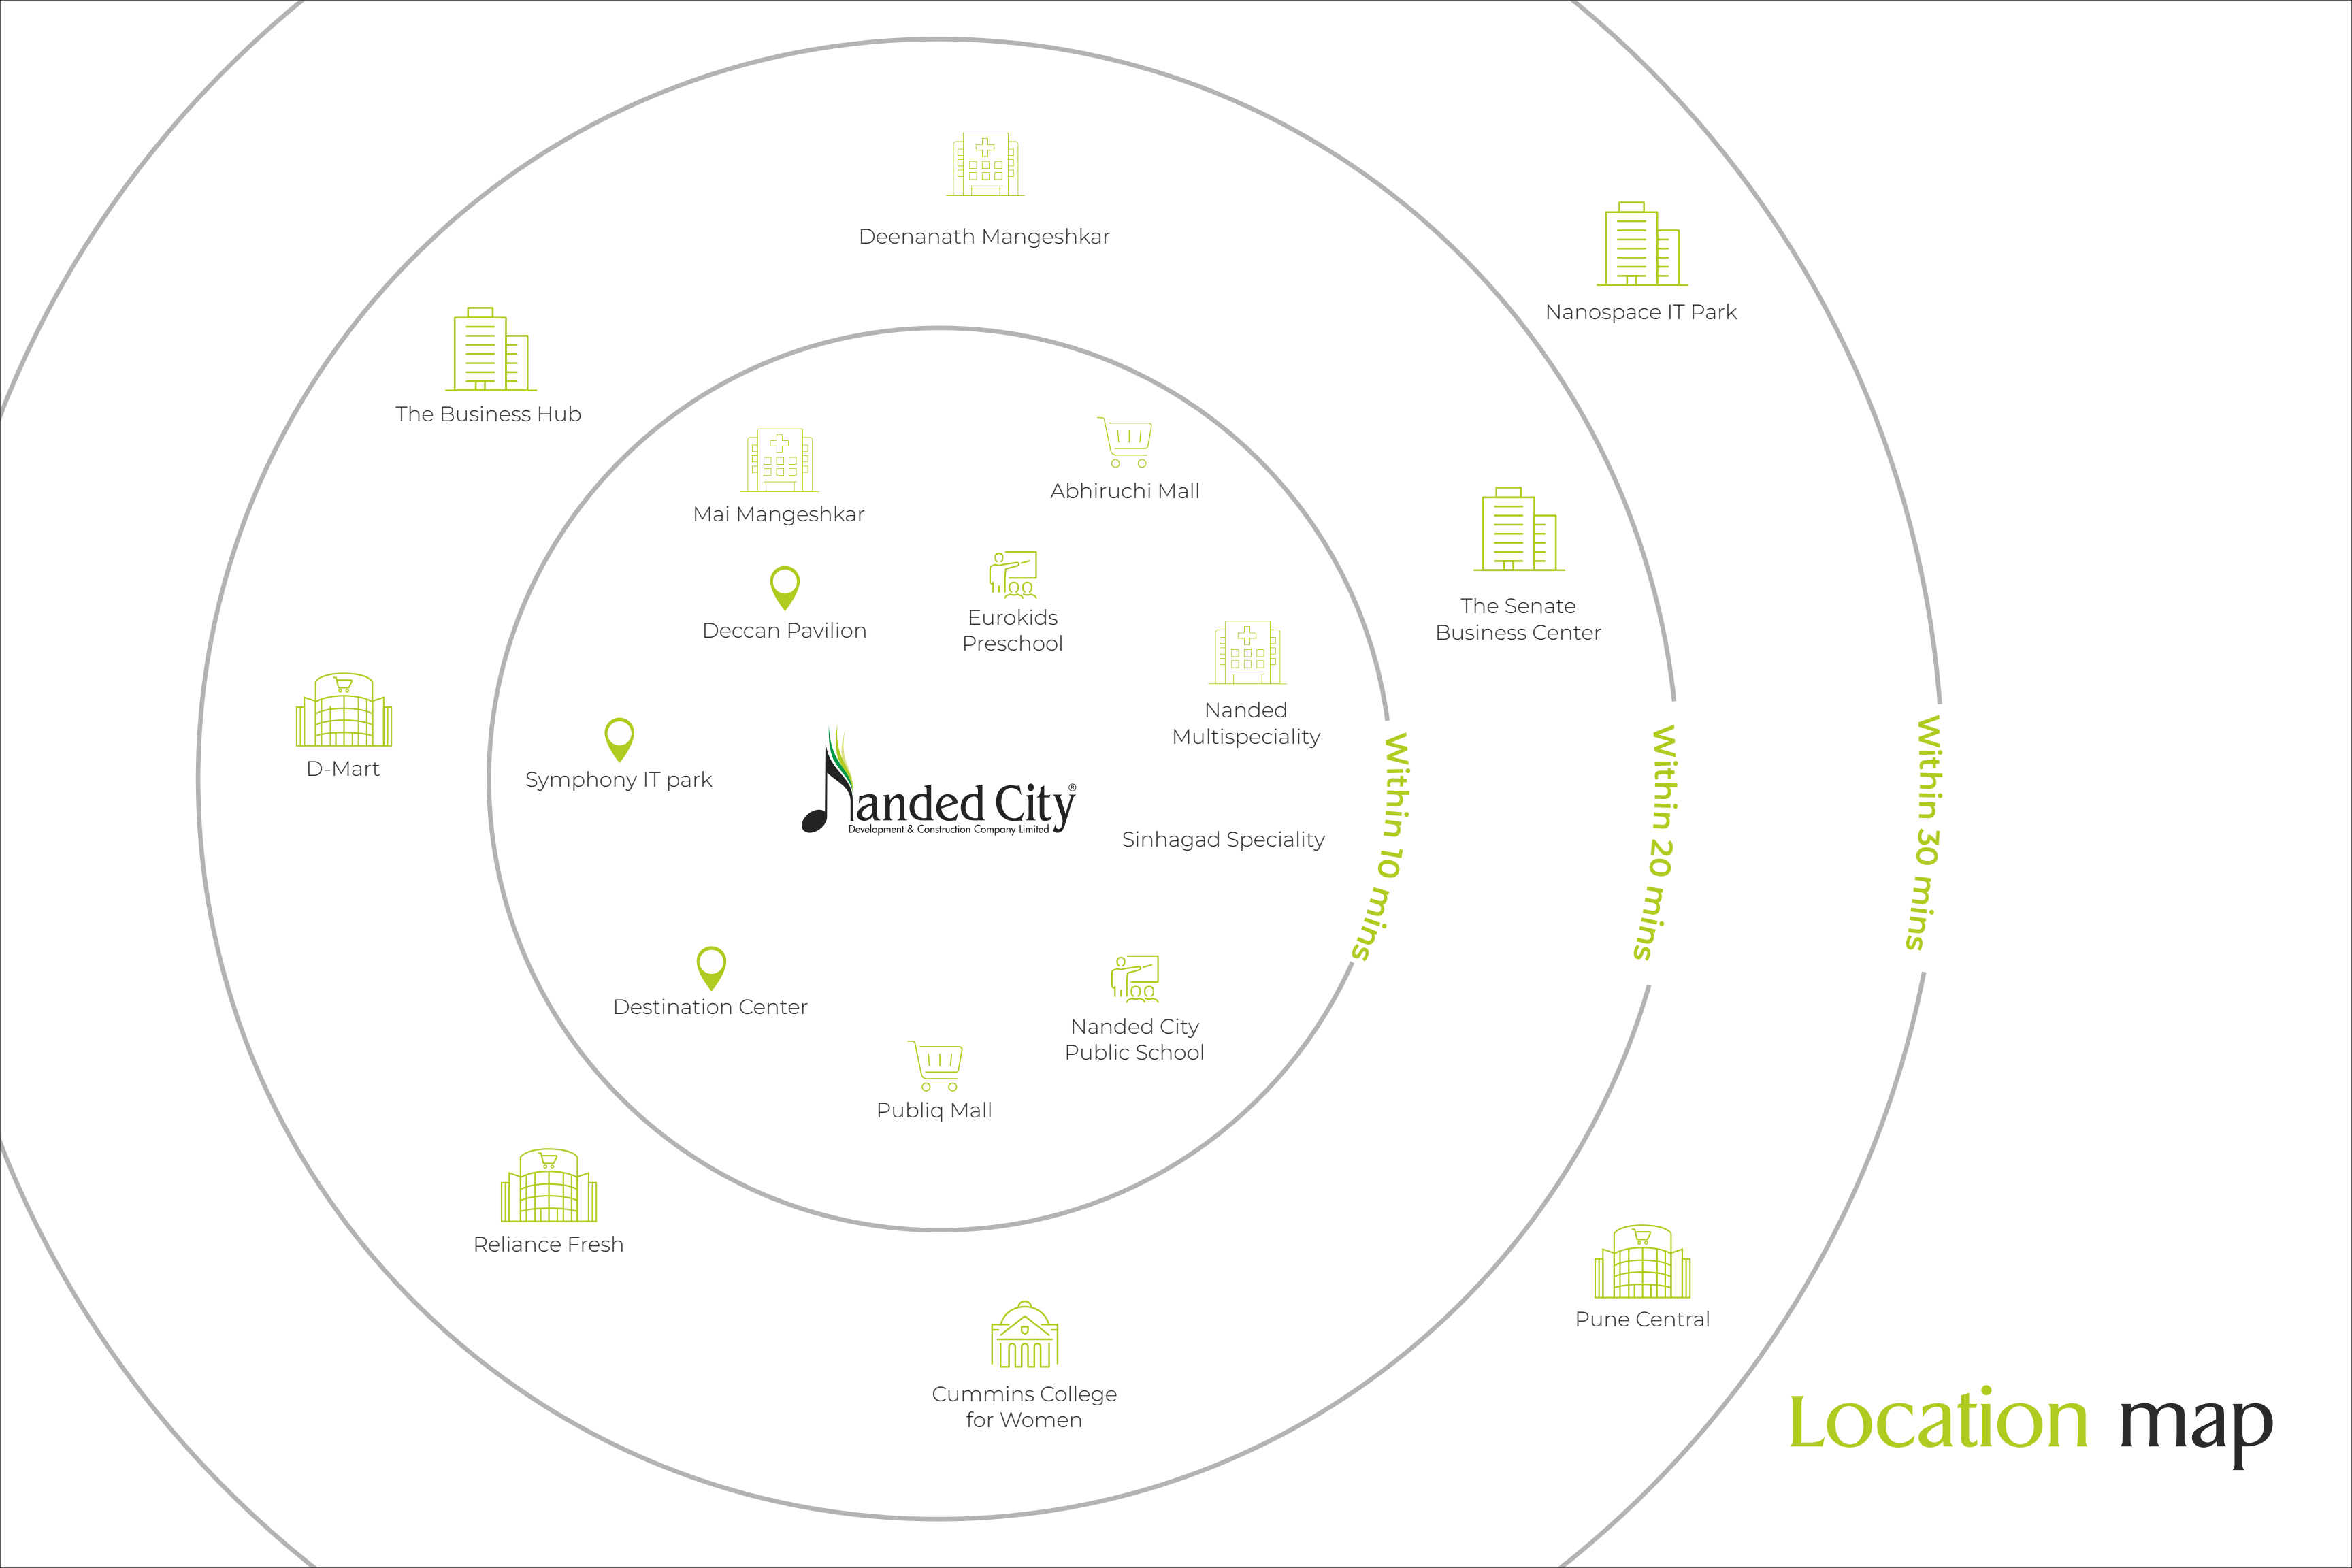 Deenanath Mangeshkar
Nanospace IT Park
The Business Hub
Abhiruchi Mall
Mai Mangeshkar
The Senate
Business Center
Eurokids
Preschool
Deccan Pavilion
Nanded
Multispeciality
D-Mart
Symphony IT park
Nanded City®
Development & Construction Company Limited
Sinhagad Speciality
Within 10 mins
Within 20 mins
Within 30 mins
Destination Center
Nanded City
Public School
Publiq Mall
Reliance Fresh
Pune Central
Cummins College
for Women
Location map